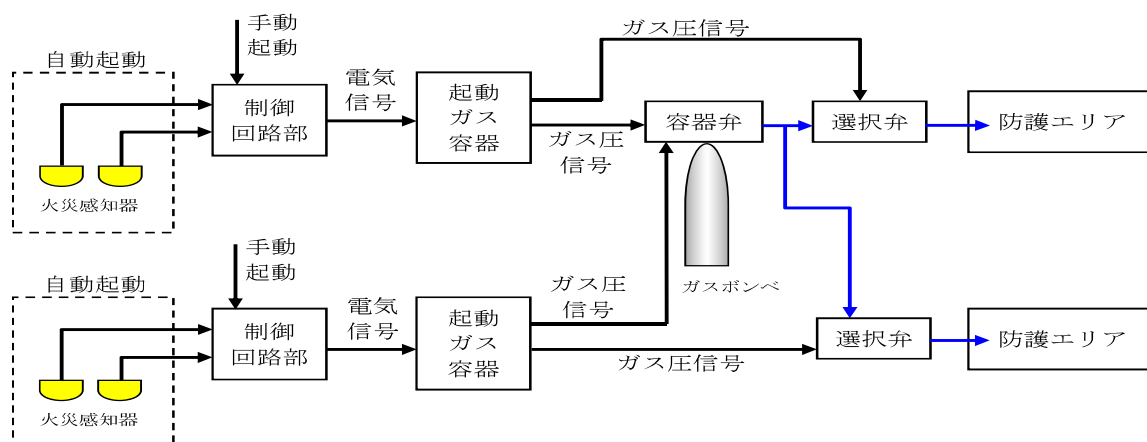 手動
起動
ガス圧信号
自動起動
制御
回路部
電気
信号
起動
ガス
容器
ガス圧
信号
容器弁
選択弁
防護エリア
火災感知器
手動
起動
自動起動
ガスボンベ
制御
回路部
電気
信号
起動
ガス
容器
ガス圧
信号
ガス圧信号
選択弁
防護エリア
火災感知器